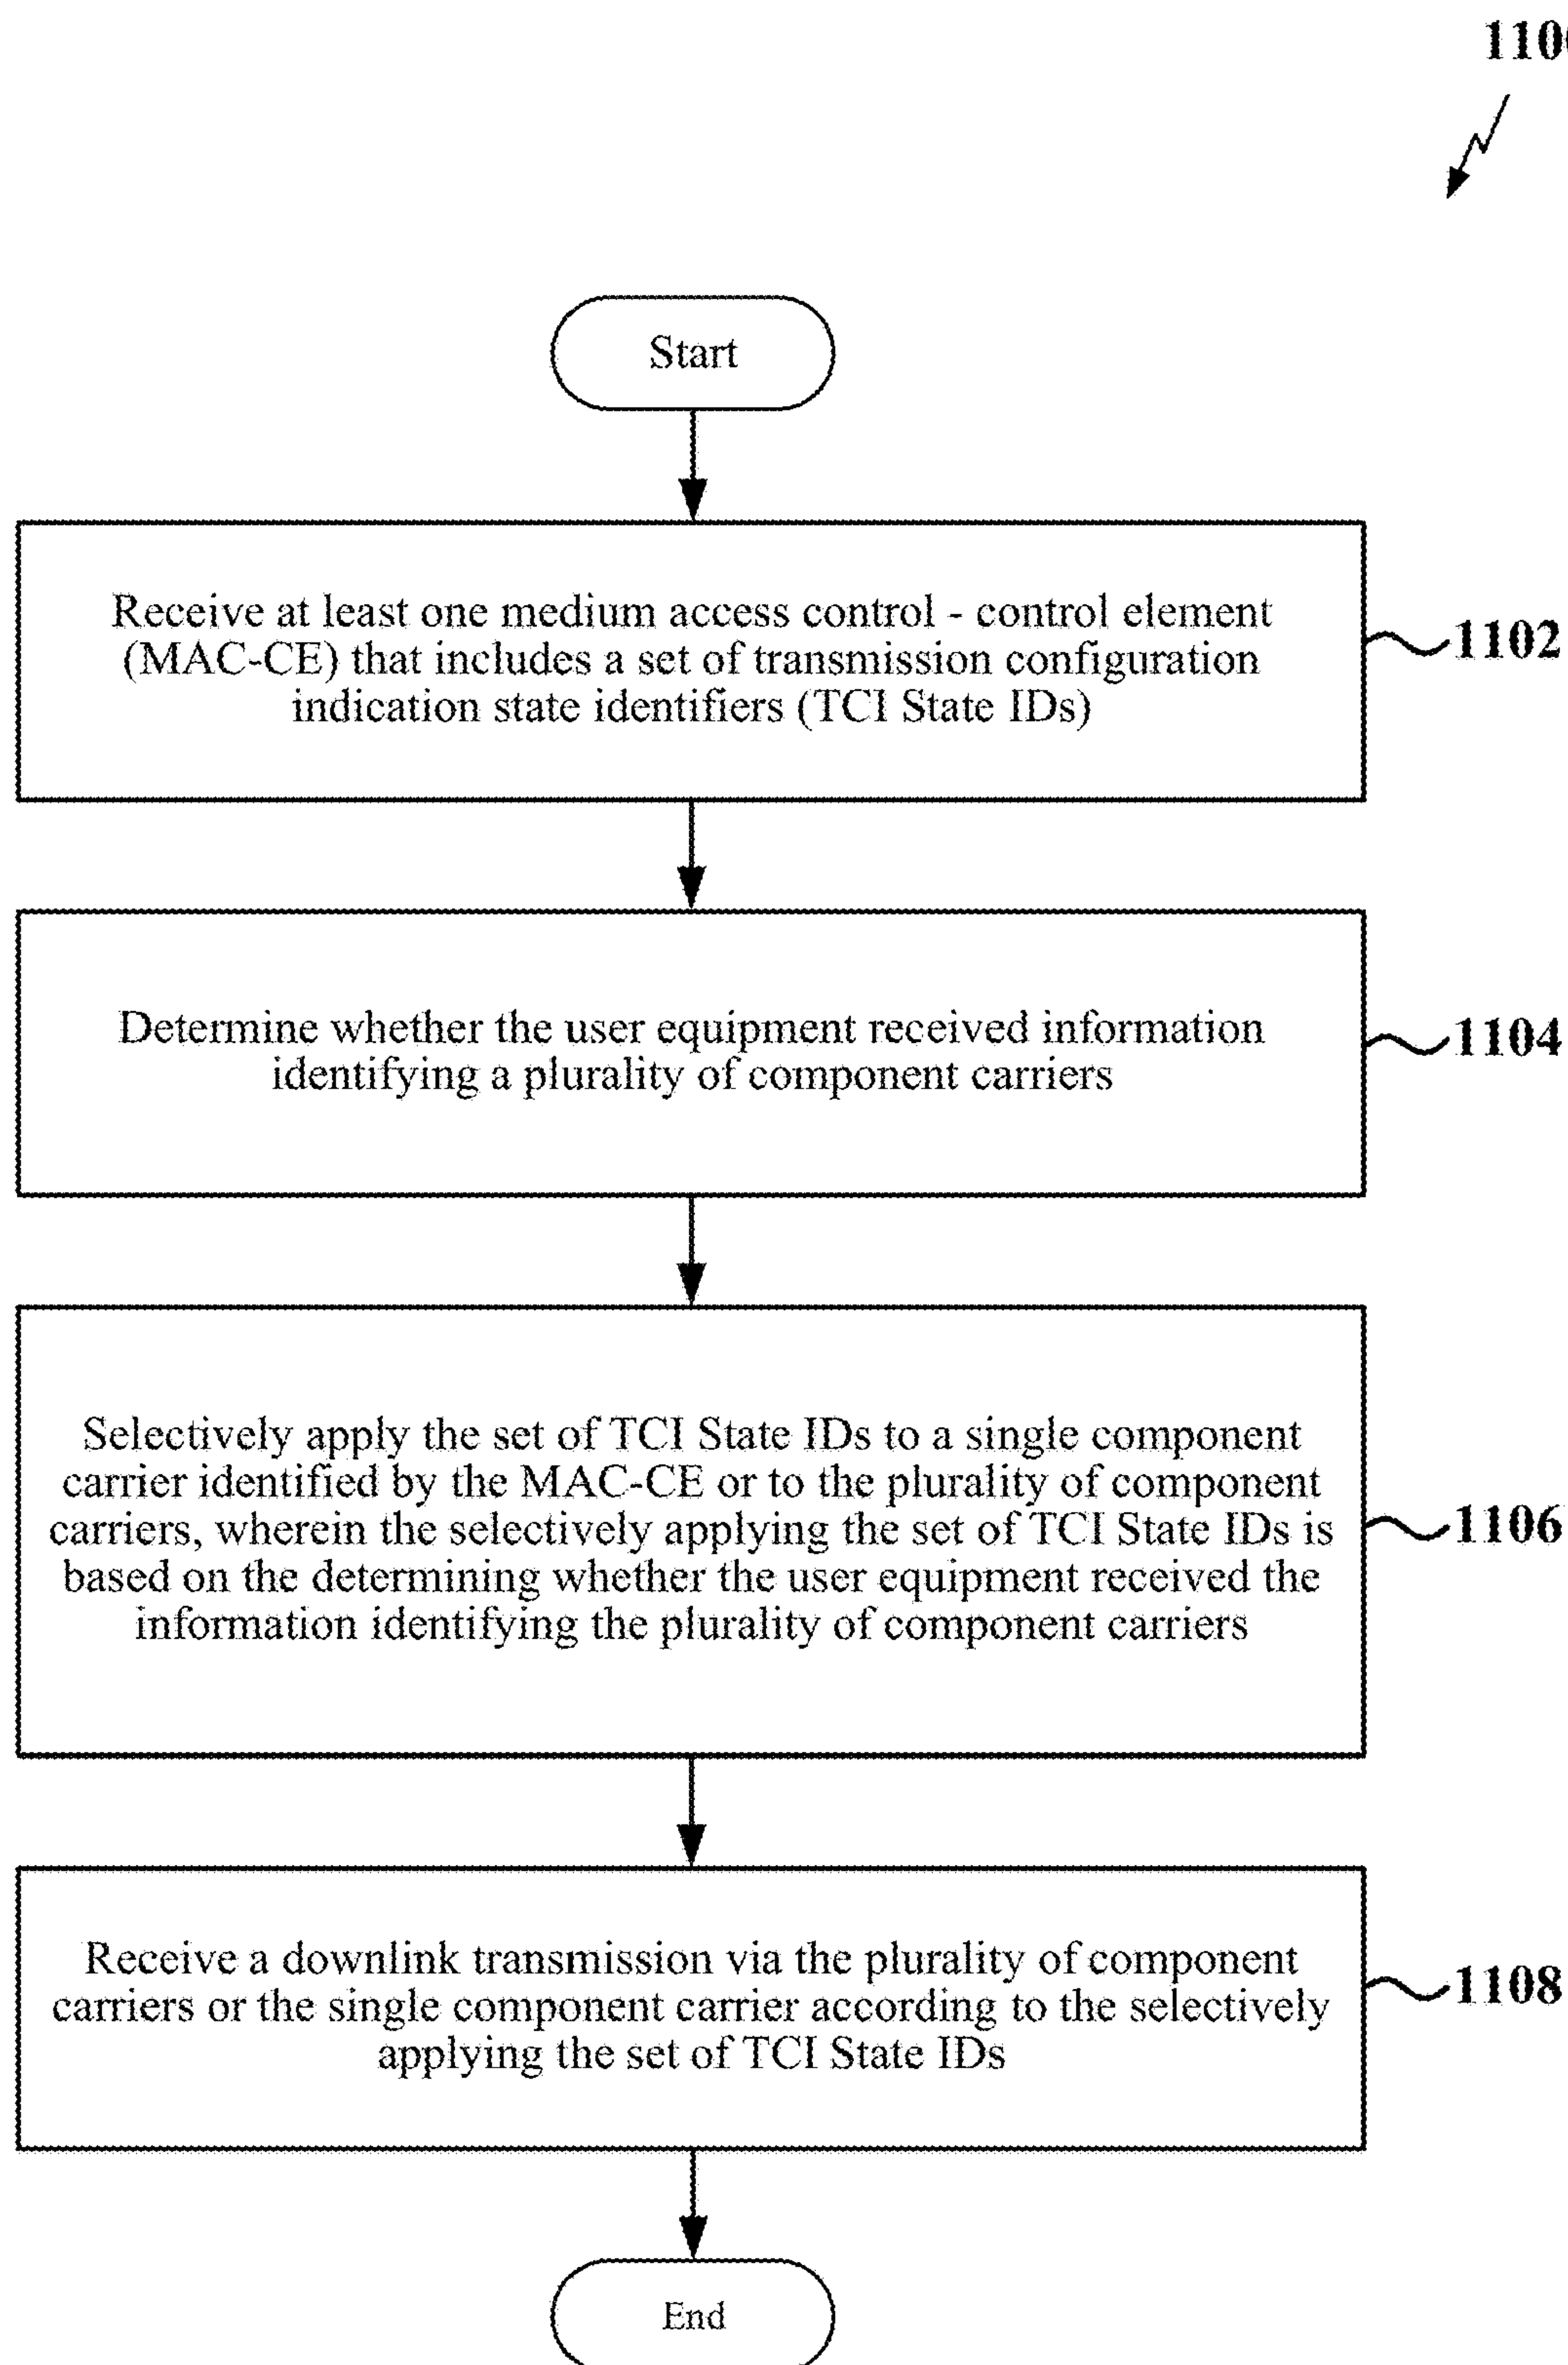 1100
Start
Receive at least one medium access control - control element
(MAC-CE) that includes a set of transmission configuration
indication state identifiers (TCI State IDs)
1102
Determine whether the user equipment received information
identifying a plurality of component carriers
1104
Selectively apply the set of TCI State IDs to a single component
carrier identified by the MAC-CE or to the plurality of component
carriers, wherein the selectively applying the set of TCI State IDs is
based on the determining whether the user equipment received the
information identifying the plurality of component carriers
1106
Receive a downlink transmission via the plurality of component
carriers or the single component carrier according to the selectively
applying the set of TCI State IDs
1108
End